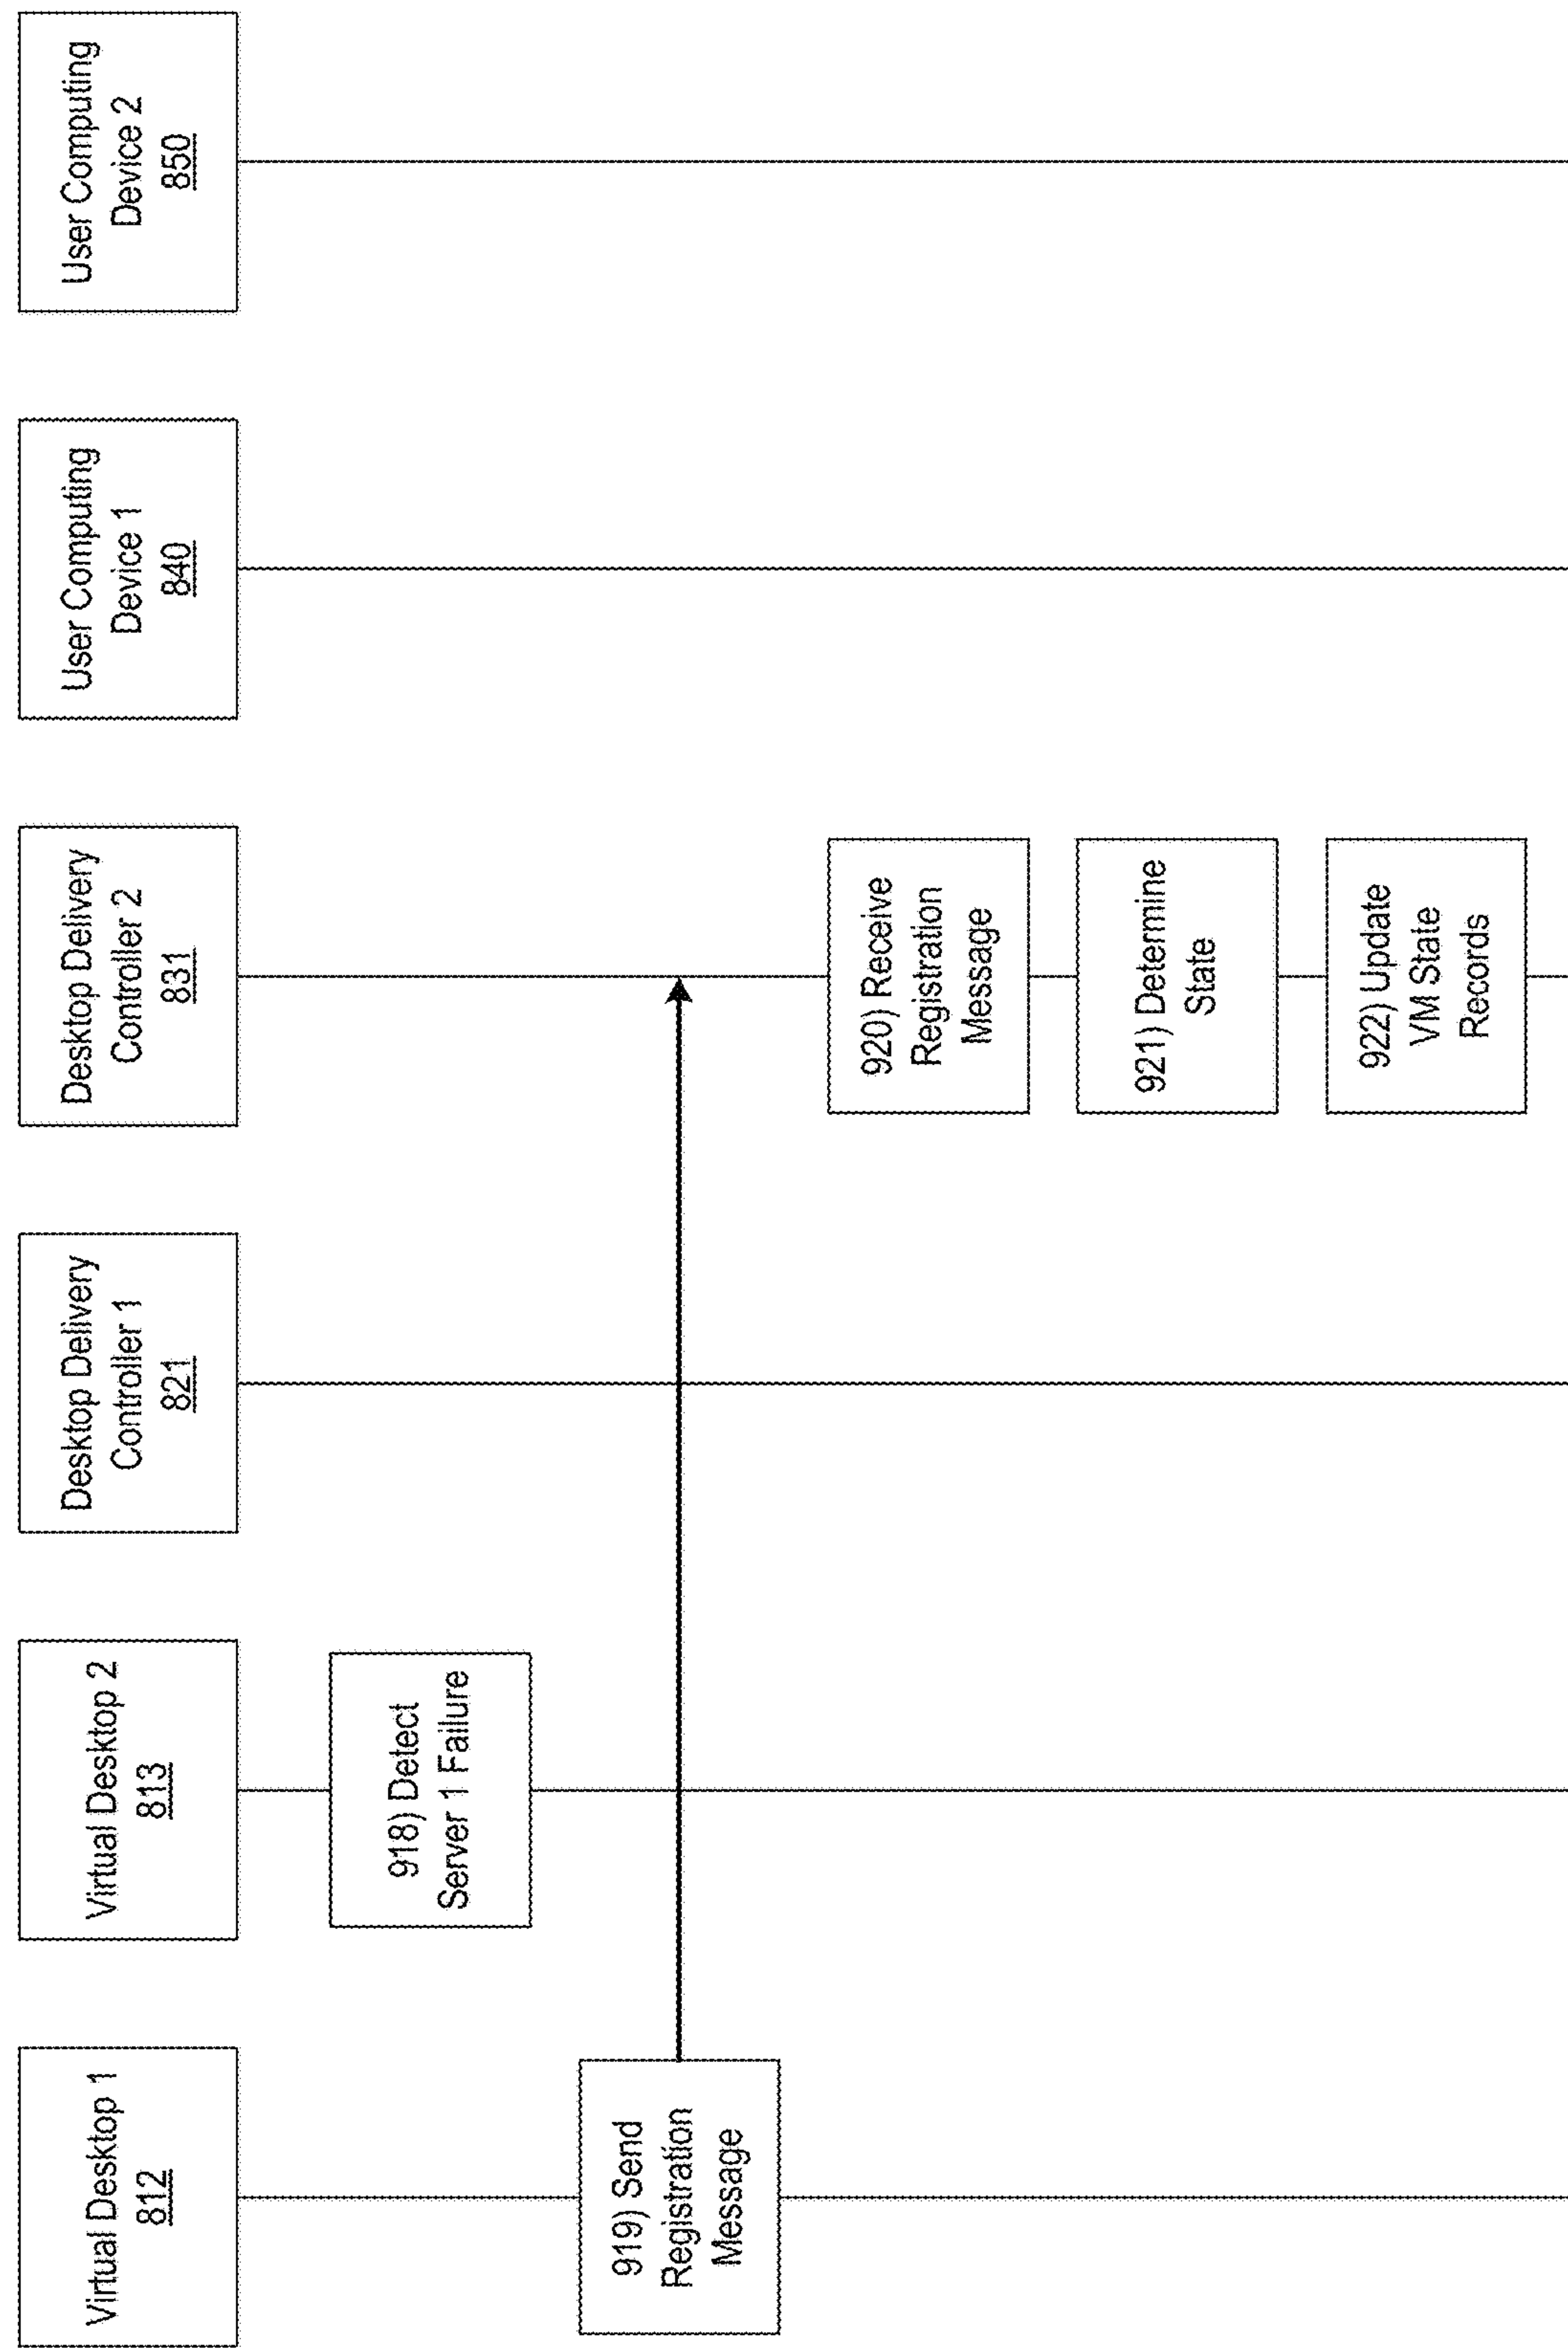 Virtual Desktop 1
812
Virtual Desktop 2
813
Desktop Delivery
Controller 1
821
Desktop Delivery
Controller 2
831
User Computing
Device 1
840
User Computing
Device 2
850
918) Detect
Server 1 Failure
919) Send
Registration
Message
920) Receive
Registration
Message
921) Determine
State
922) Update
VM State
Records